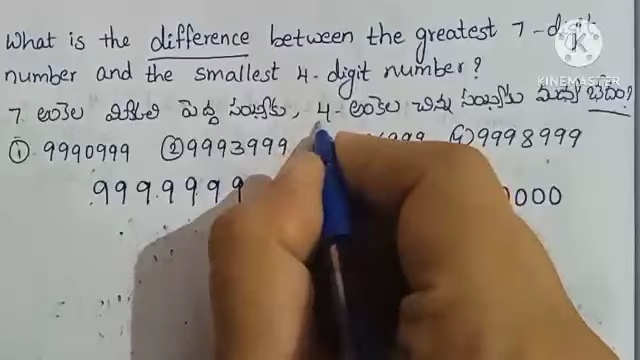 What is the difference between the greatest 7-digit
number and the smallest 4-digit number?
7 అంకెల మిక్కిలి పెద్ద సంఖ్యకు, 4-అంకెల చిన్న సంఖ్యకు మధ్య భేదం?
① 9990999 ② 9993999 999 ④ 9998999
9999999 000
KINEMASTER